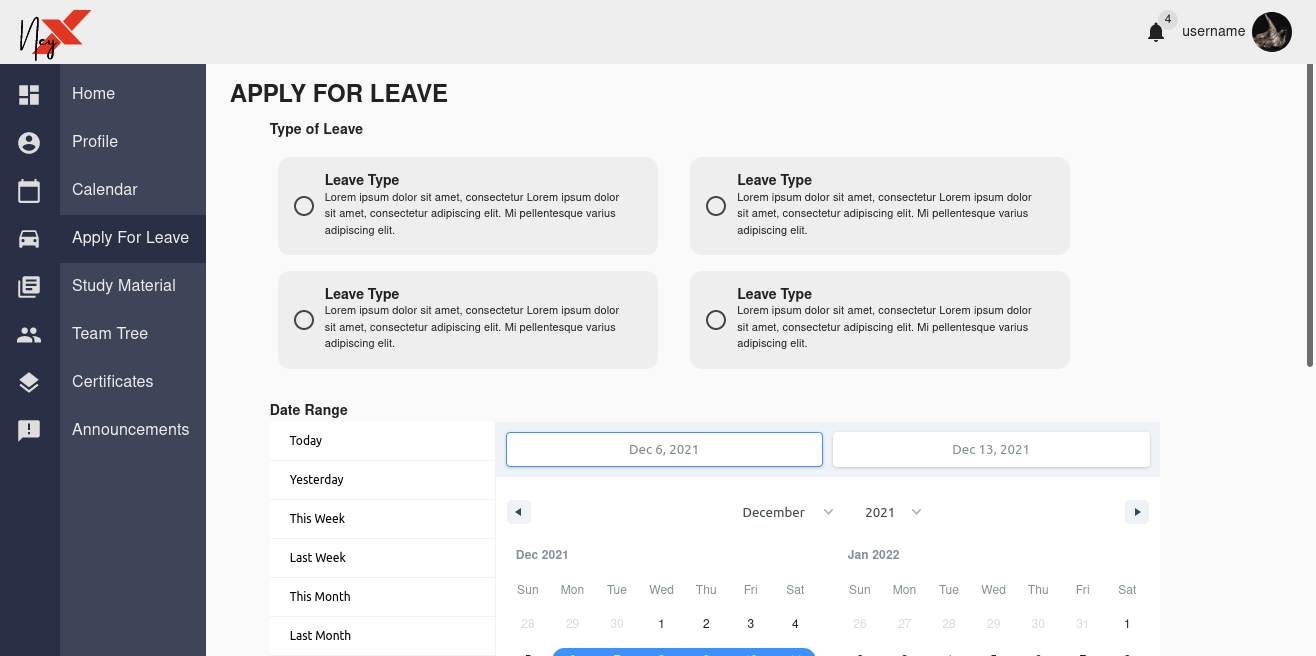 Ney X
4
username
Home
Profile
Calendar
Apply For Leave
Study Material
Team Tree
Certificates
Announcements
APPLY FOR LEAVE
Type of Leave
Leave Type
Lorem ipsum dolor sit amet, consectetur Lorem ipsum dolor
sit amet, consectetur adipiscing elit. Mi pellentesque varius
adipiscing elit.
Leave Type
Lorem ipsum dolor sit amet, consectetur Lorem ipsum dolor
sit amet, consectetur adipiscing elit. Mi pellentesque varius
adipiscing elit.
Leave Type
Lorem ipsum dolor sit amet, consectetur Lorem ipsum dolor
sit amet, consectetur adipiscing elit. Mi pellentesque varius
adipiscing elit.
Leave Type
Lorem ipsum dolor sit amet, consectetur Lorem ipsum dolor
sit amet, consectetur adipiscing elit. Mi pellentesque varius
adipiscing elit.
Date Range
Today
Yesterday
This Week
Last Week
This Month
Last Month
Dec 6, 2021 Dec 13, 2021
December 2021
Dec 2021
Sun Mon Tue Wed Thu Fri Sat
28 29 30 1 2 3 4
Jan 2022
Sun Mon Tue Wed Thu Fri Sat
26 27 28 29 30 31 1